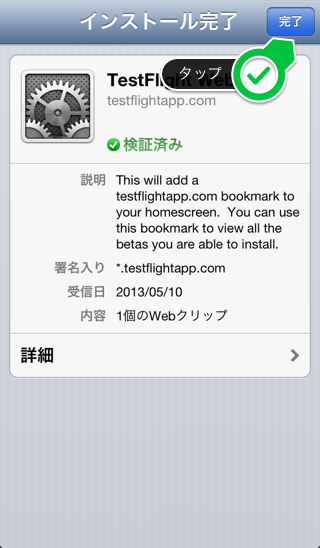 インストール完了
完了
タップ
TestFlight Web
testflightapp.com
検証済み
説明 This will add a
testflightapp.com bookmark to
your homescreen. You can use
this bookmark to view all the
betas you are able to install.
署名入り *.testflightapp.com
受信日 2013/05/10
内容 1個のWebクリップ
詳細